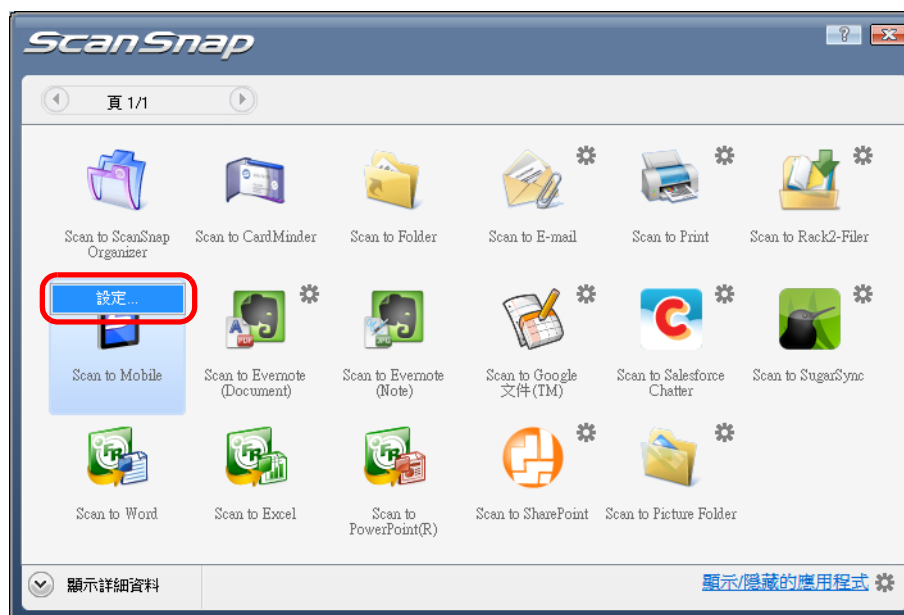 ScanSnap
頁 1/1
Scan to ScanSnap
Organizer
Scan to CardMinder
Scan to Folder
Scan to E-mail
Scan to Print
Scan to Rack2-Filer
設定...
Scan to Mobile
Scan to Evernote
(Document)
Scan to Evernote
(Note)
Scan to Google
文件(TM)
Scan to Salesforce
Chatter
Scan to SugarSync
Scan to Word
Scan to Excel
Scan to
PowerPoint(R)
Scan to SharePoint
Scan to Picture Folder
顯示詳細資料
顯示/隱藏的應用程式